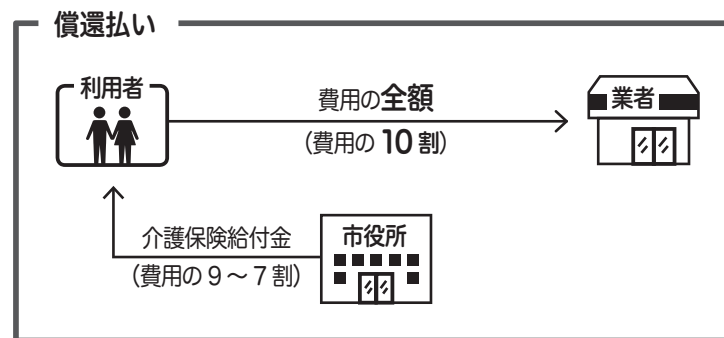 償還払い
利用者
費用の全額
(費用の 10 割)
業者
介護保険給付金
(費用の 9 〜 7 割)
市役所